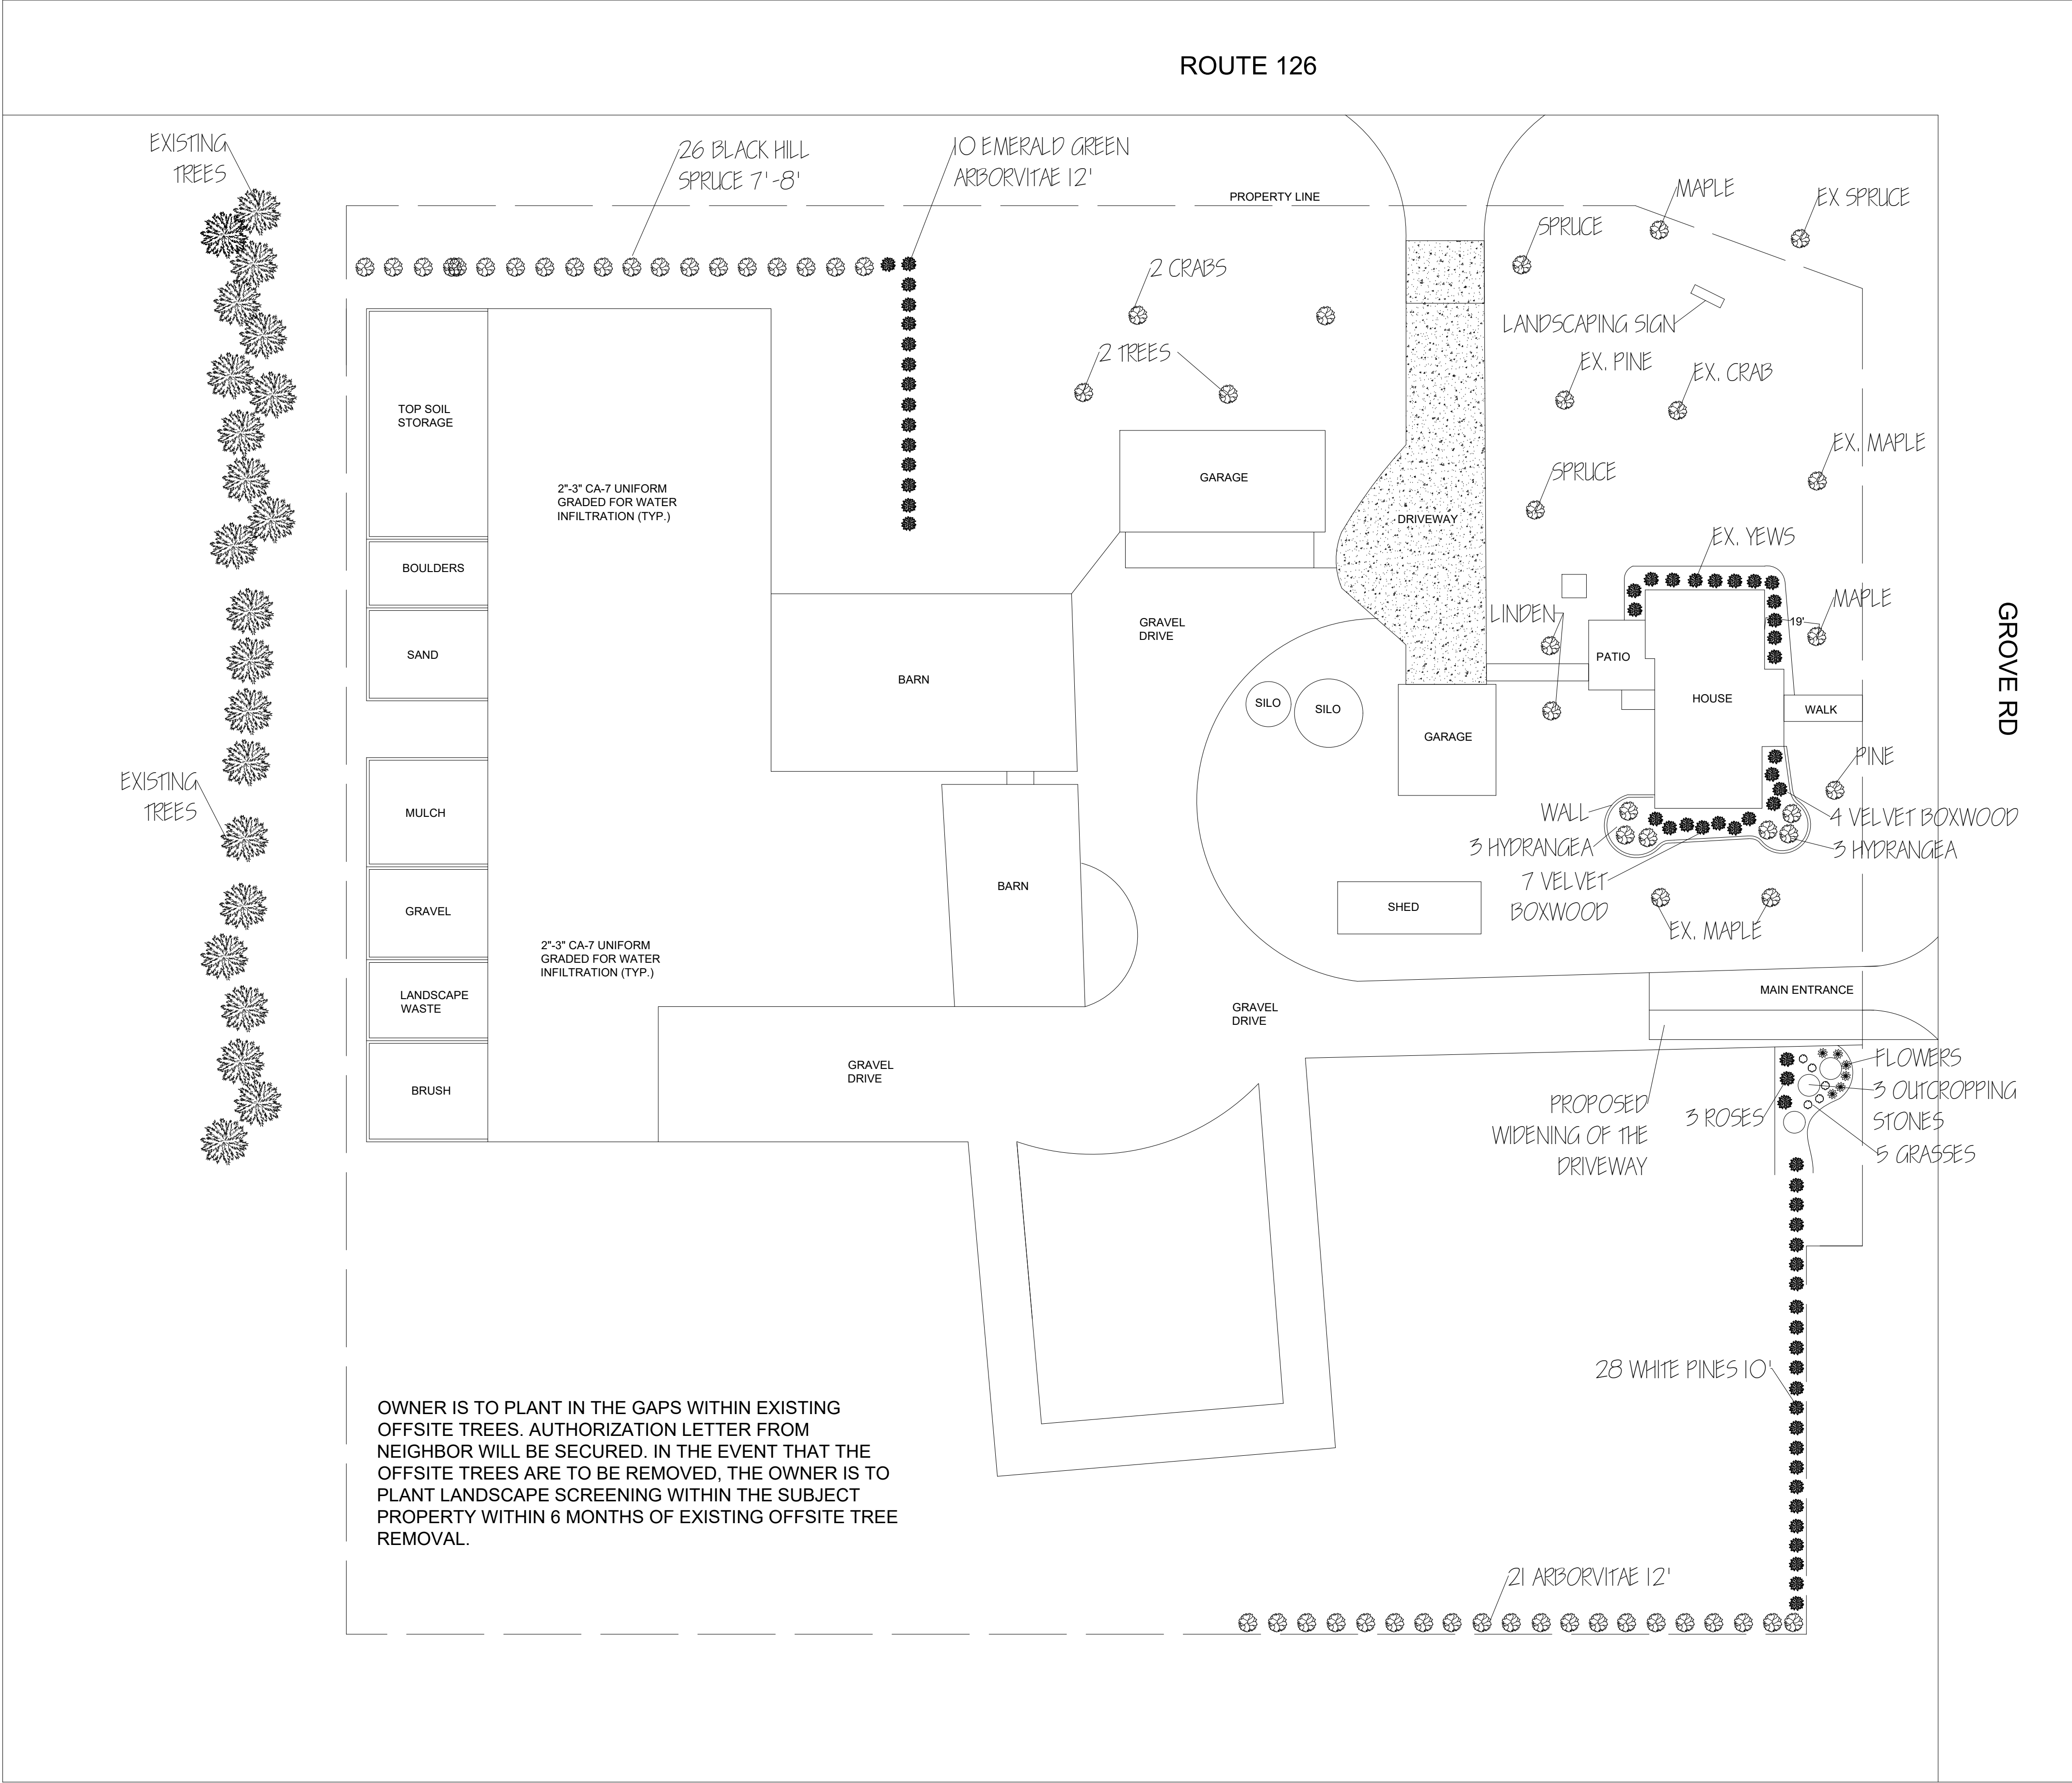 ROUTE 126
EXISTING
TREES
26 BLACK HILL
SPRUCE 7'-8'
10 EMERALD GREEN
ARBORVITAE 12'
PROPERTY LINE
MAPLE
EX SPRUCE
SPRUCE
2 CRABS
LANDSCAPING SIGN
2 TREES
EX. PINE
EX. CRAB
TOP SOIL
STORAGE
EX. MAPLE
GARAGE
SPRUCE
2"-3" CA-7 UNIFORM
GRADED FOR WATER
INFILTRATION (TYP.)
DRIVEWAY
EX. YEWS
BOULDERS
MAPLE
LINDEN
19'
GRAVEL
DRIVE
GROVE RD
SAND
PATIO
BARN
HOUSE
SILO
SILO
WALK
GARAGE
PINE
EXISTING
TREES
MULCH
WALL
4 VELVET BOXWOOD
3 HYDRANGEA
3 HYDRANGEA
7 VELVET
BOXWOOD
BARN
GRAVEL
SHED
EX. MAPLE
2"-3" CA-7 UNIFORM
GRADED FOR WATER
INFILTRATION (TYP.)
LANDSCAPE
WASTE
MAIN ENTRANCE
GRAVEL
DRIVE
GRAVEL
DRIVE
BRUSH
FLOWERS
3 OUTCROPPING
STONES
3 ROSES
5 GRASSES
PROPOSED
WIDENING OF THE
DRIVEWAY
28 WHITE PINES 10'
OWNER IS TO PLANT IN THE GAPS WITHIN EXISTING
OFFSITE TREES. AUTHORIZATION LETTER FROM
NEIGHBOR WILL BE SECURED. IN THE EVENT THAT THE
OFFSITE TREES ARE TO BE REMOVED, THE OWNER IS TO
PLANT LANDSCAPE SCREENING WITHIN THE SUBJECT
PROPERTY WITHIN 6 MONTHS OF EXISTING OFFSITE TREE
REMOVAL.
21 ARBORVITAE 12'